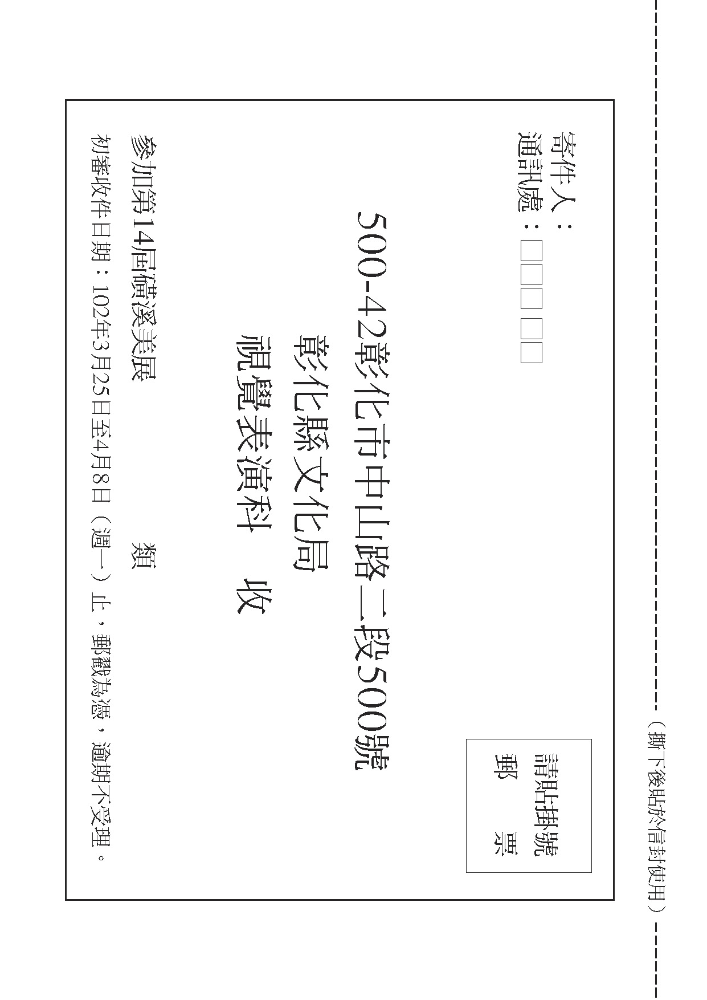 （撕下後貼於信封使用）
寄件人：
通訊處：□□□ □□
請貼掛號
郵 票
500-42彰化市中山路二段500號
彰化縣文化局
視覺表演科 收
參加第14屆磺溪美展 類
初審收件日期：102年3月25日至4月8日（週一）止，郵戳為憑，逾期不受理。